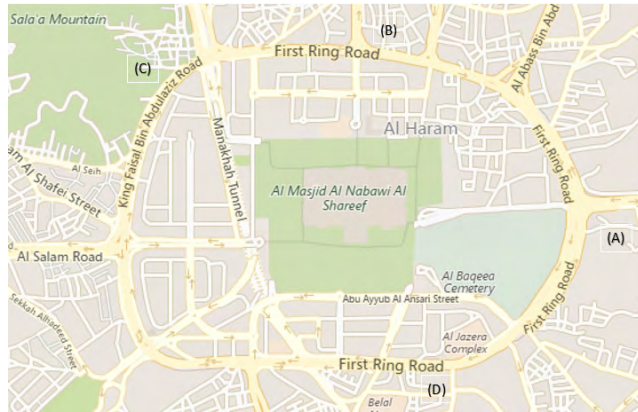 Sala'a Mountain
(B)
First Ring Road
Al Abass Bin Abd
(C)
King Faisal Bin Abdulaziz Road
Manakhah Tunnel
Al Haram
First Ring Road
Al Seih
am Al Shafei Street
Al Masjid Al Nabawi Al
Shareef
(A)
Al Salam Road
Al Baqeea
Cemetery
First Ring Road
Abu Ayyub Al Ansari Street
Sekkah Alhadeed Street
Al Jazera
Complex
First Ring Road
(D)
Belal